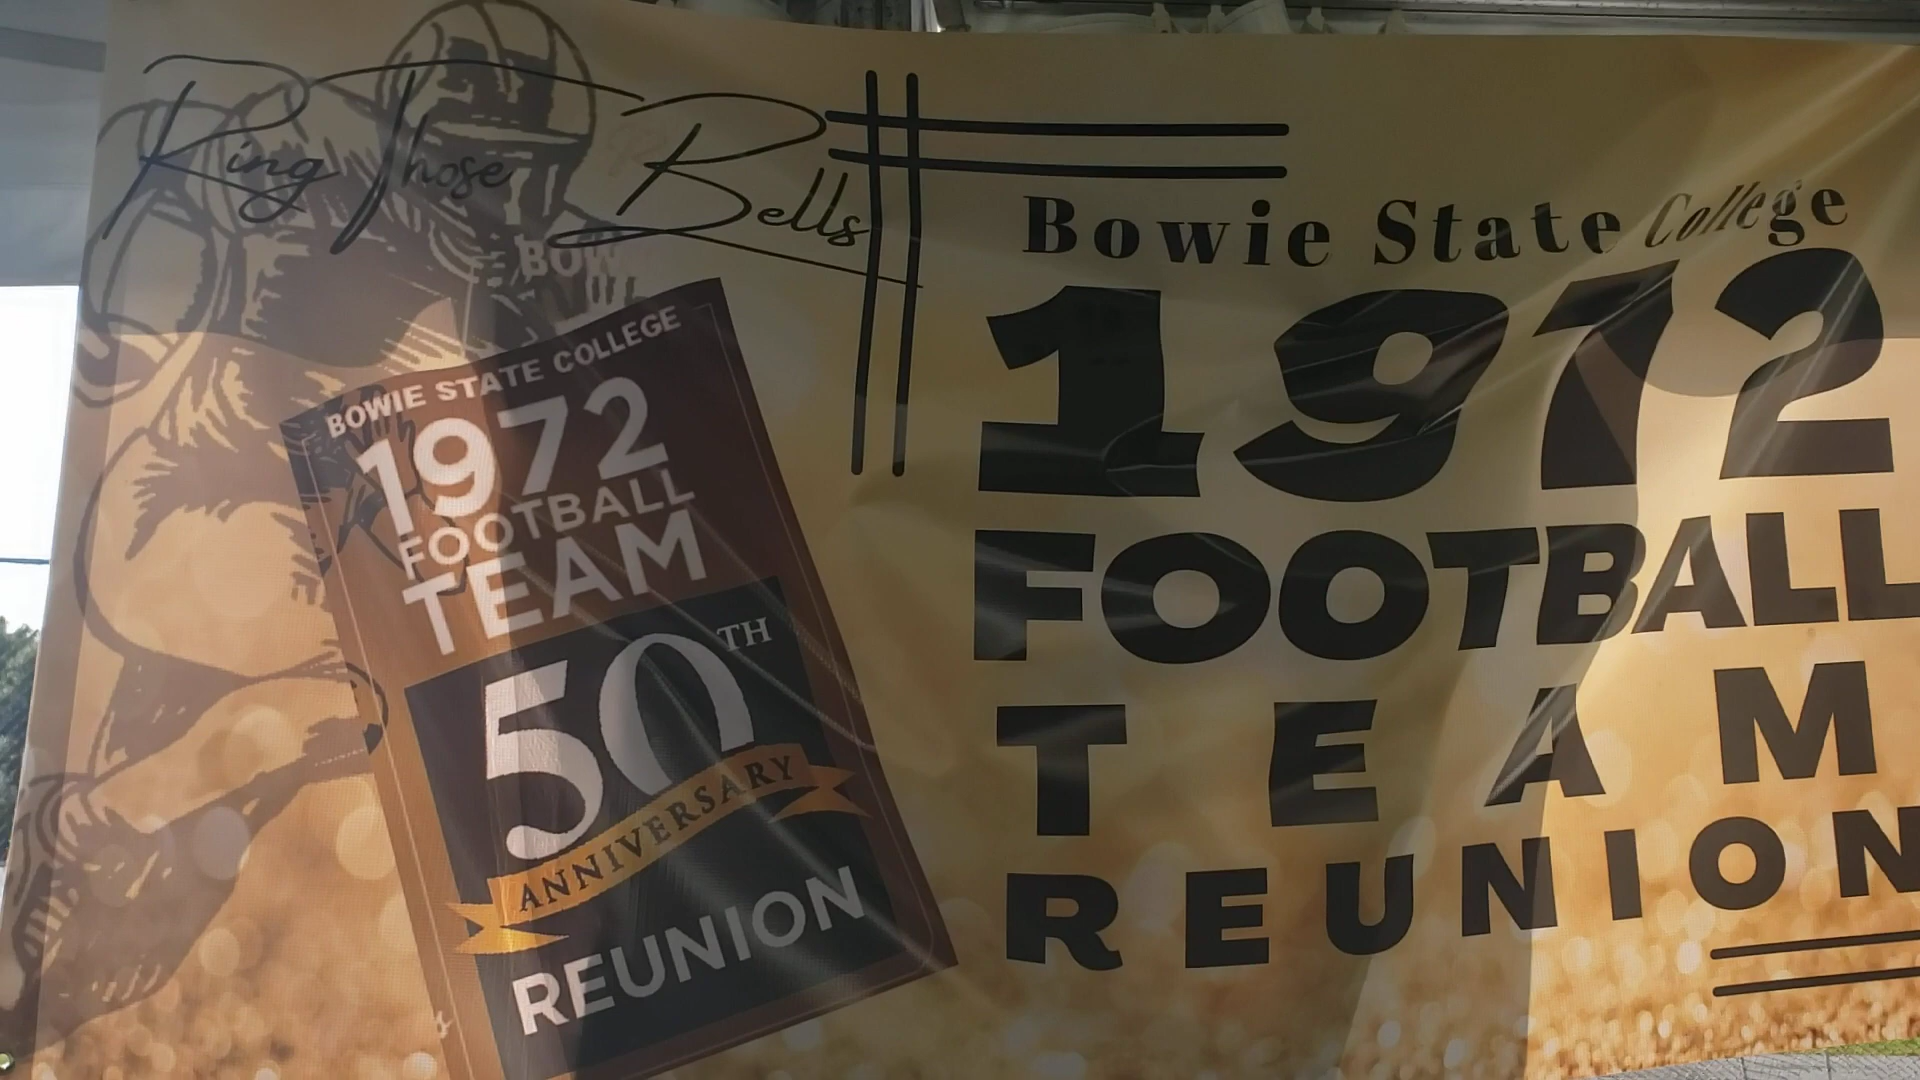 Ring Those Bells
BOW
BOWIE STATE COLLEGE
1972
FOOTBALL
TEAM
50TH
ANNIVERSARY
REUNION
Bowie State College
1972
FOOTBALL
TEAM
REUNION